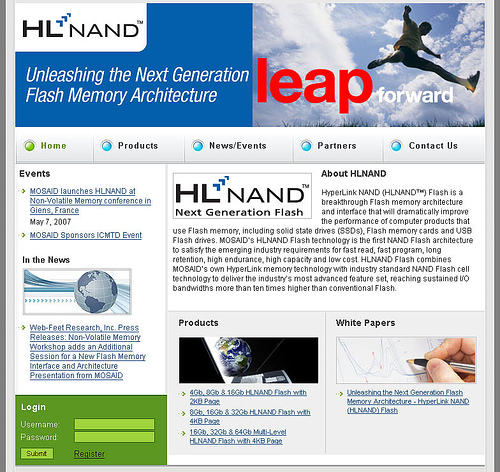 HLNAND™
Unleashing the Next Generation
Flash Memory Architecture
leap forward
Home Products News/Events Partners Contact Us
Events
MOSAID launches HLNAND at
Non-Volatile Memory conference in
Giens, France
May 7, 2007
MOSAID Sponsors ICMTD Event
In the News
Web-Feet Research, Inc. Press
Releases: Non-Volatile Memory
Workshop adds an Additional
Session for a New Flash Memory
Interface and Architecture
Presentation from MOSAID
Login
Username:
Password:
Submit Register
HLNAND™
Next Generation Flash
About HLNAND
HyperLink NAND (HLNAND™) Flash is a
breakthrough Flash memory architecture
and interface that will dramatically improve
the performance of computer products that
use Flash memory, including solid state drives (SSDs), Flash memory cards and USB
Flash drives. MOSAID's HLNAND Flash technology is the first NAND Flash architecture
to satisfy the emerging industry requirements for fast read, fast program, long
retention, high endurance, high capacity and low cost. HLNAND Flash combines
MOSAID's own HyperLink memory technology with industry standard NAND Flash cell
technology to deliver the industry's most advanced feature set, reaching sustained I/O
bandwidths more than ten times higher than conventional Flash.
Products
4Gb, 8Gb & 16Gb HLNAND Flash with
2KB Page
8Gb, 16Gb & 32Gb HLNAND Flash with
4KB Page
16Gb, 32Gb & 64Gb Multi-Level
HLNAND Flash with 4KB Page
White Papers
Unleashing the Next Generation Flash
Memory Architecture - HyperLink NAND
(HLNAND) Flash